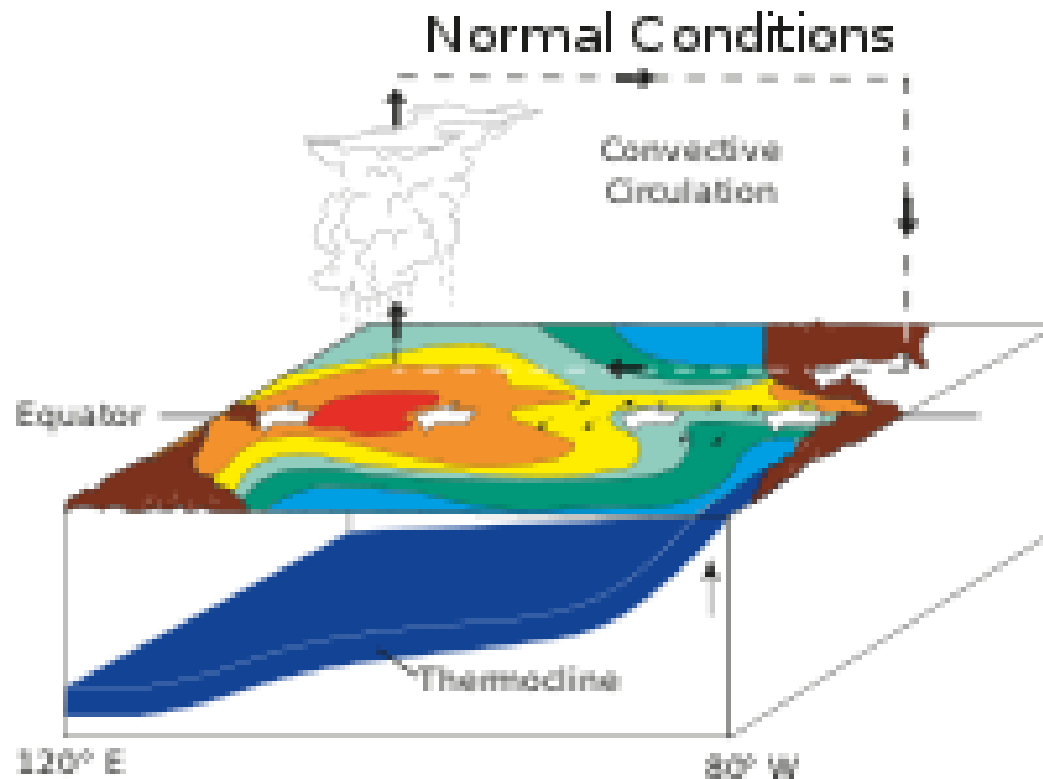 Normal Conditions
Convective
Circulation
Equator
Thermocline
120° E
80° W